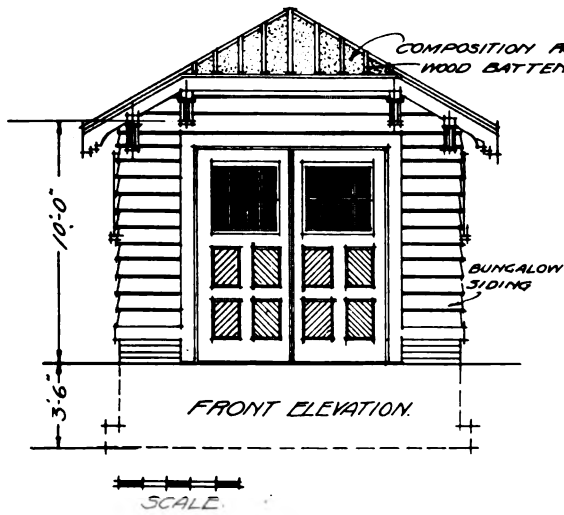 COMPOSITION
WOOD BATTEN
10'-0"
BUNGALOW
SIDING
3'-6"
FRONT ELEVATION.
SCALE